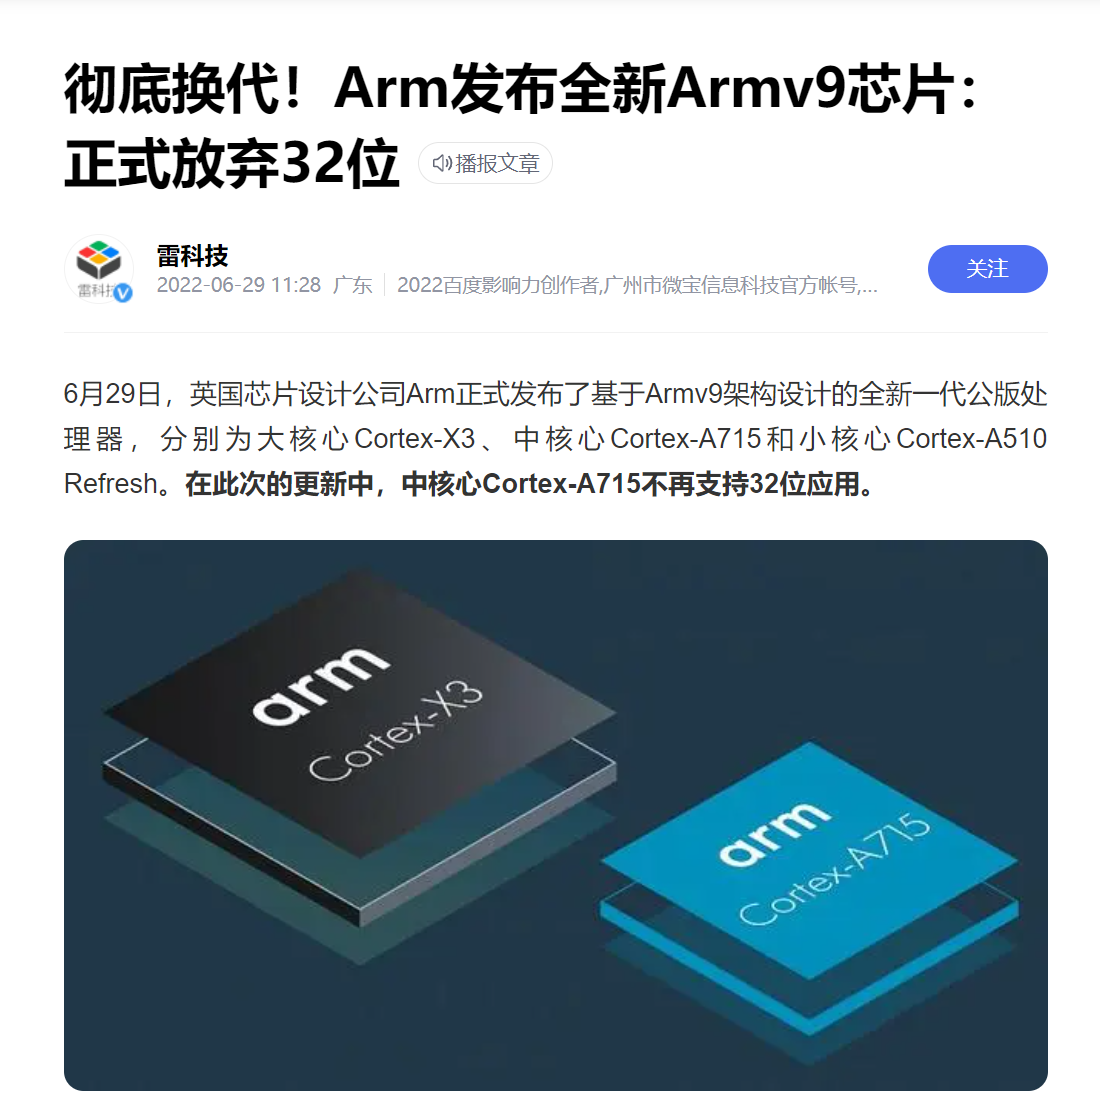 彻底换代！Arm发布全新Armv9芯片：
正式放弃32位 播报文章
雷科技
2022-06-29 11:28 广东 2022百度影响力创作者,广州市微宝信息科技官方帐号,...
关注
雷科技
6月29日，英国芯片设计公司Arm正式发布了基于Armv9架构设计的全新一代公版处
理器，分别为大核心Cortex-X3、中核心Cortex-A715和小核心Cortex-A510
Refresh。在此次的更新中，中核心Cortex-A715不再支持32位应用。
arm
Cortex-X3
arm
Cortex-A715